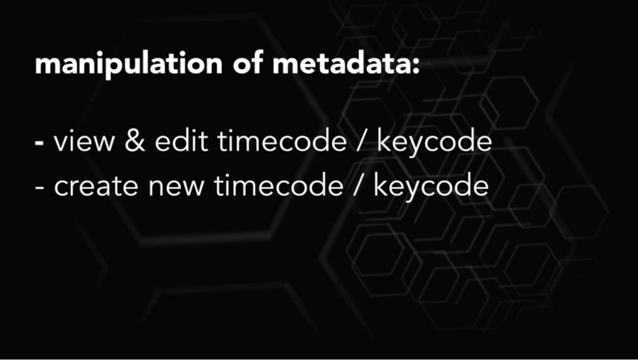 manipulation of metadata:
- view & edit timecode / keycode
- create new timecode / keycode